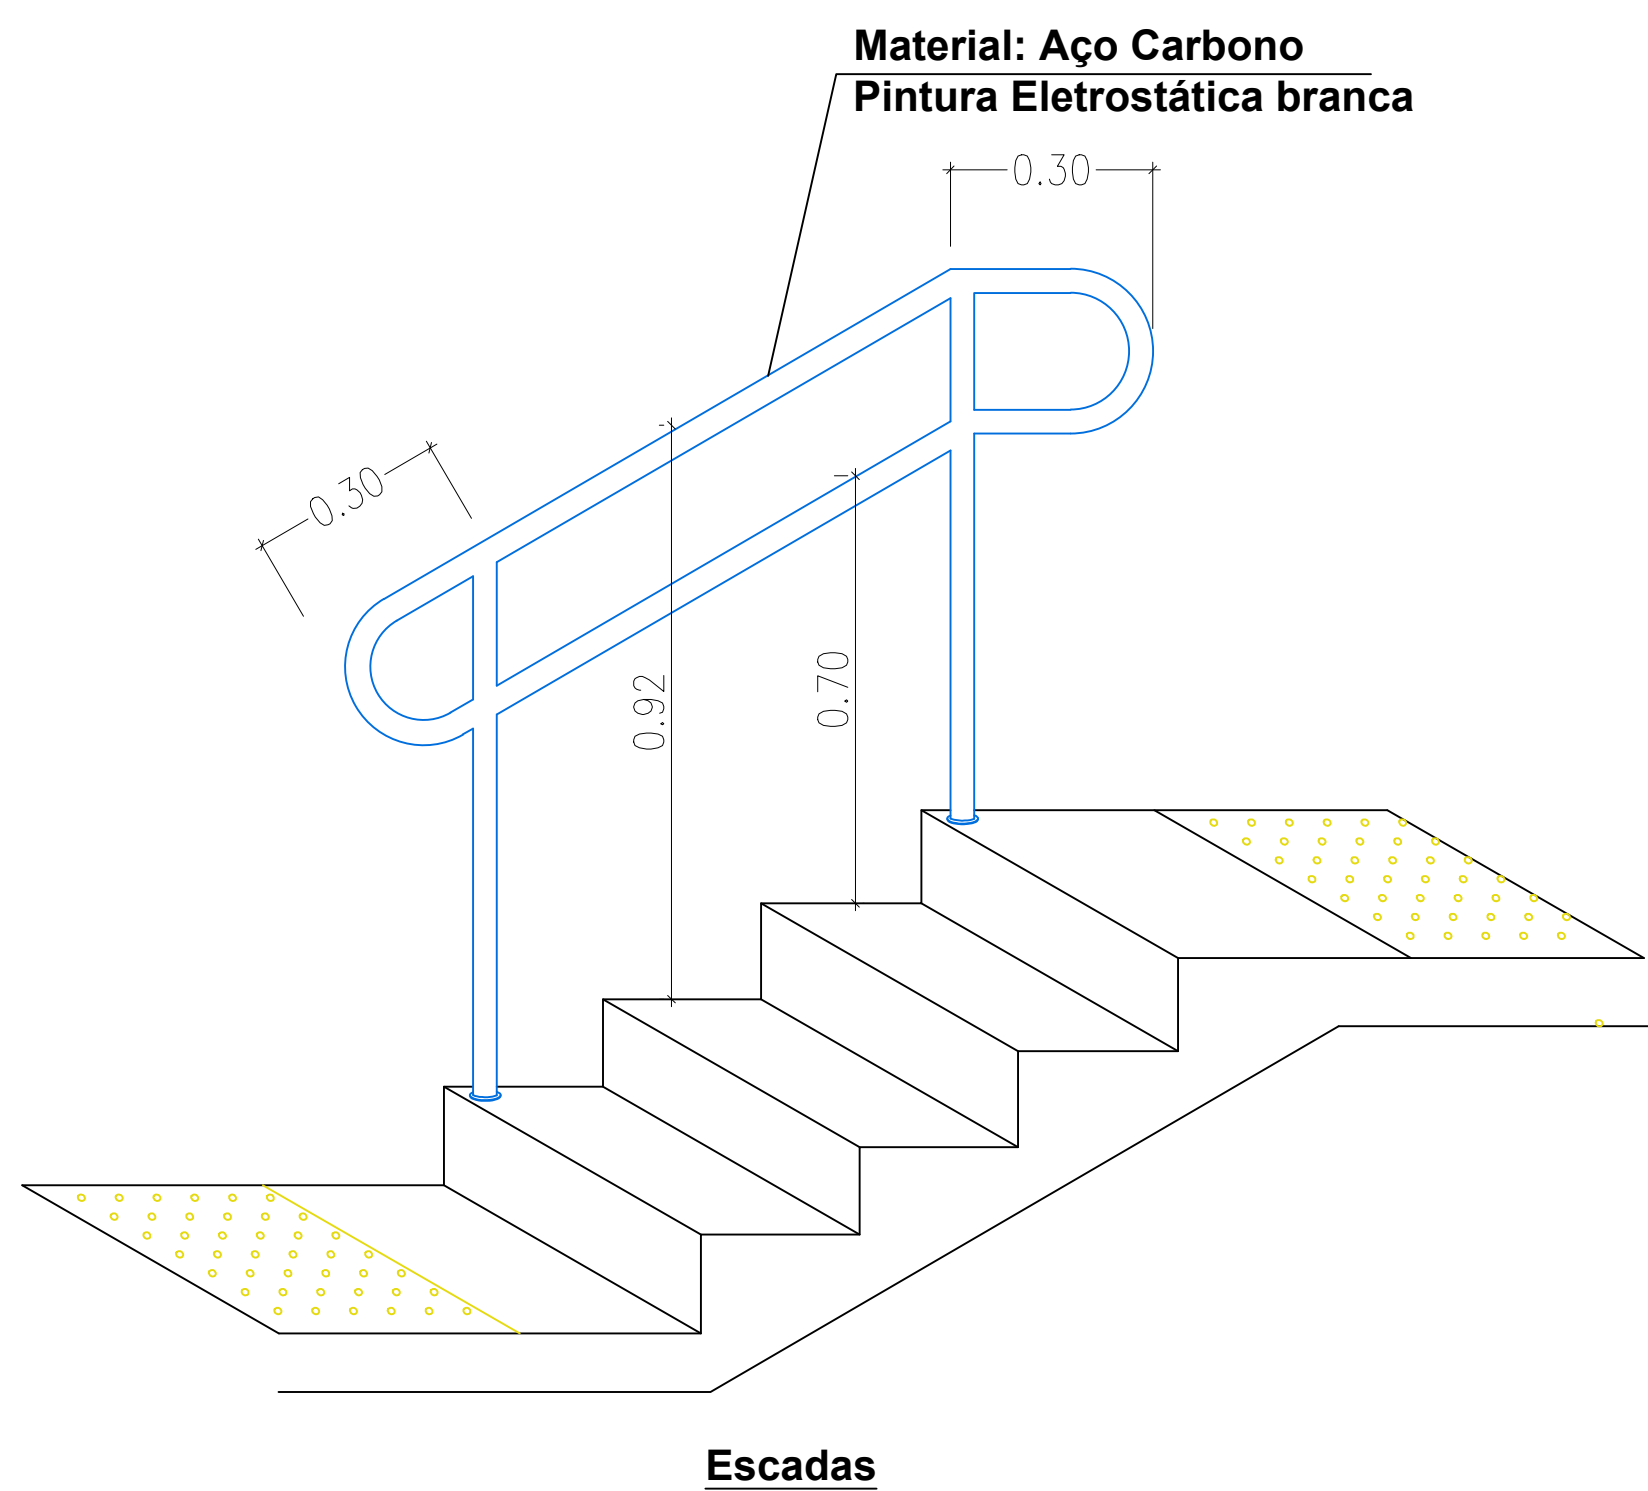 Material: Aço Carbono
Pintura Eletrostática branca
0.30
0.30
0.92
0.70
Escadas